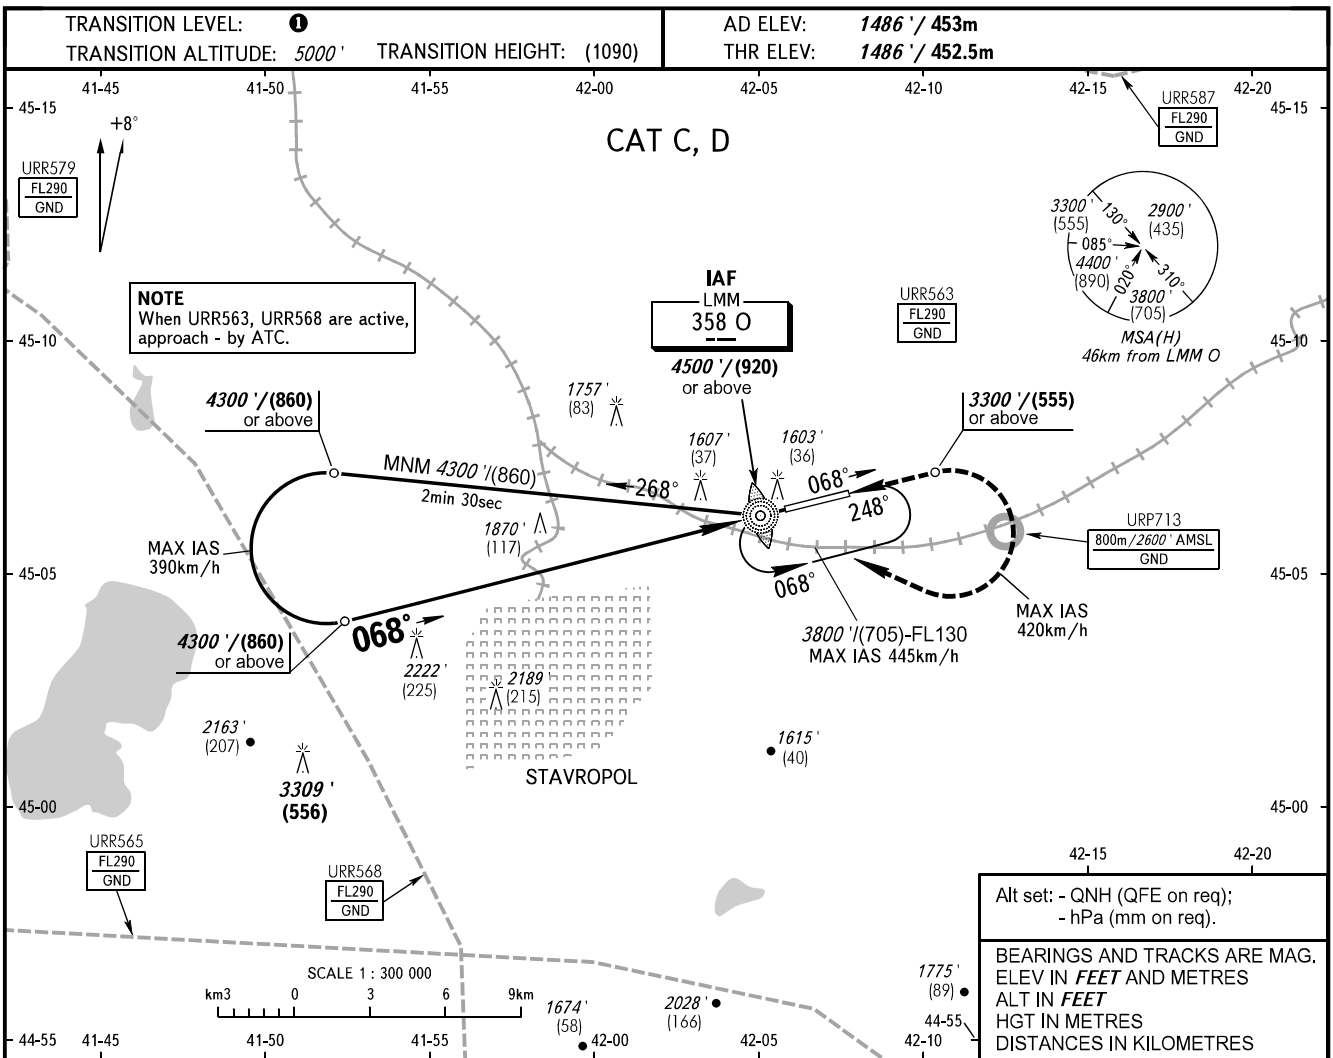 TRANSITION LEVEL: 1
TRANSITION ALTITUDE: 5000 ' TRANSITION HEIGHT: (1090)
AD ELEV: 1486 '/ 453m
THR ELEV: 1486 '/ 452.5m
41-45 41-50 41-55 42-00 42-05 42-10 42-15 42-20
45-15 45-15
+8°
CAT C, D
URR587
FL290
GND
URR579
FL290
GND
3300 '
(555)
130°
2900 '
(435)
085°
4400 '
(890)
020°
310°
3800 '
(705)
MSA(H)
46km from LMM O
NOTE
When URR563, URR568 are active,
approach - by ATC.
IAF
LMM
358 O
4500 '/(920)
or above
URR563
FL290
GND
45-10 45-10
4300 '/(860)
or above
1757 '
(83)
3300 '/(555)
or above
1607 '
(37)
1603 '
(36)
MNM 4300 '/(860)
2min 30sec
268°
068°
248°
1870 '
(117)
URP713
800m/2600' AMSL
GND
MAX IAS
390km/h
45-05 45-05
068°
MAX IAS
420km/h
4300 '/(860)
or above
068°
3800 '/(705)-FL130
MAX IAS 445km/h
2222 '
(225)
2189 '
(215)
2163 '
(207)
1615 '
(40)
STAVROPOL
3309 '
(556)
45-00 45-00
URR565
FL290
GND
URR568
FL290
GND
42-15 42-20
Alt set: - QNH (QFE on req);
- hPa (mm on req).
BEARINGS AND TRACKS ARE MAG.
ELEV IN FEET AND METRES
ALT IN FEET
HGT IN METRES
DISTANCES IN KILOMETRES
SCALE 1 : 300 000
km3 0 3 6 9km
1674 '
(58)
2028 '
(166)
1775 '
(89)
44-55
44-55 41-45 41-50 41-55 42-00 42-05 42-10